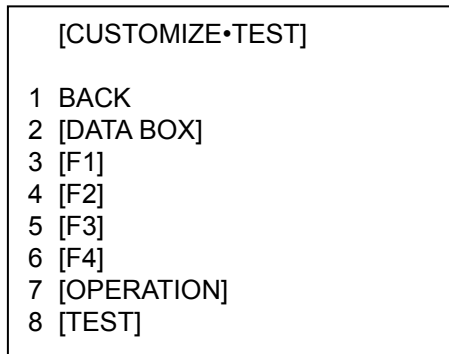 [CUSTOMIZE•TEST]
1 BACK
2 [DATA BOX]
3 [F1]
4 [F2]
5 [F3]
6 [F4]
7 [OPERATION]
8 [TEST]